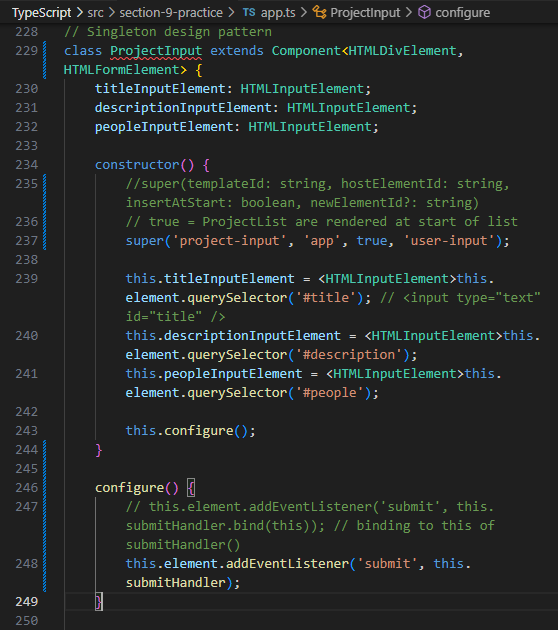 TypeScript > src > section-9-practice > TS app.ts > ProjectInput > configure
228 // Singleton design pattern
229 class ProjectInput extends Component<HTMLDivElement,
HTMLFormElement> {
230 titleInputElement: HTMLInputElement;
231 descriptionInputElement: HTMLInputElement;
232 peopleInputElement: HTMLInputElement;
233
234 constructor() {
235 //super(templateId: string, hostElementId: string,
insertAtStart: boolean, newElementId?: string)
236 // true = ProjectList are rendered at start of list
237 super('project-input', 'app', true, 'user-input');
238
239 this.titleInputElement = <HTMLInputElement>this.
element.querySelector('#title'); // <input type="text"
id="title" />
240 this.descriptionInputElement = <HTMLInputElement>this.
element.querySelector('#description');
241 this.peopleInputElement = <HTMLInputElement>this.
element.querySelector('#people');
242
243 this.configure();
244 }
245
246 configure() {
247 // this.element.addEventListener('submit', this.
submitHandler.bind(this)); // binding to this of
submitHandler()
248 this.element.addEventListener('submit', this.
submitHandler);
249 }
250